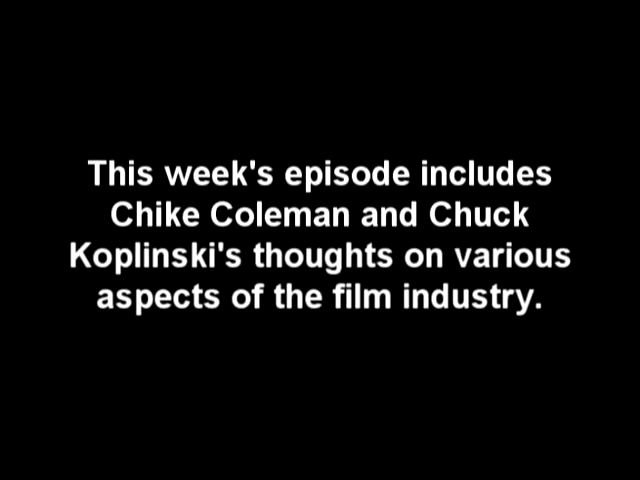 This week's episode includes
Chike Coleman and Chuck
Koplinski's thoughts on various
aspects of the film industry.